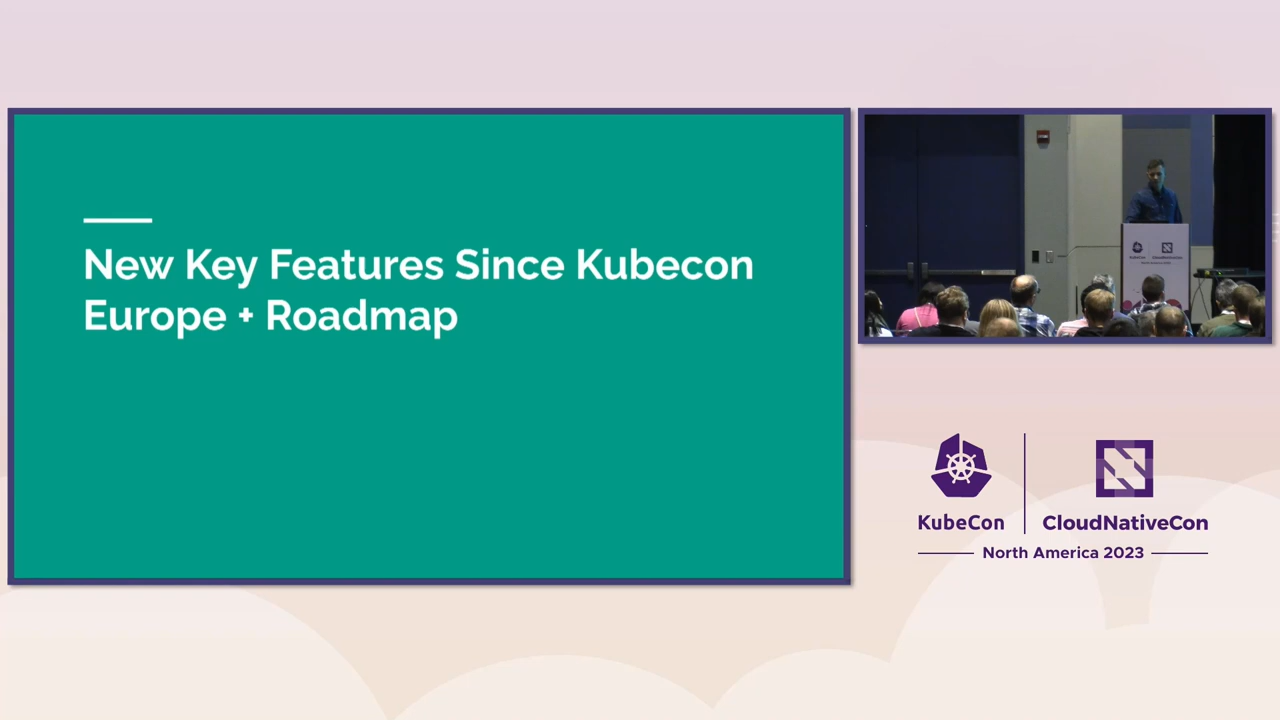 New Key Features Since Kubecon
Europe + Roadmap
KubeCon
CloudNativeCon
North America 2023